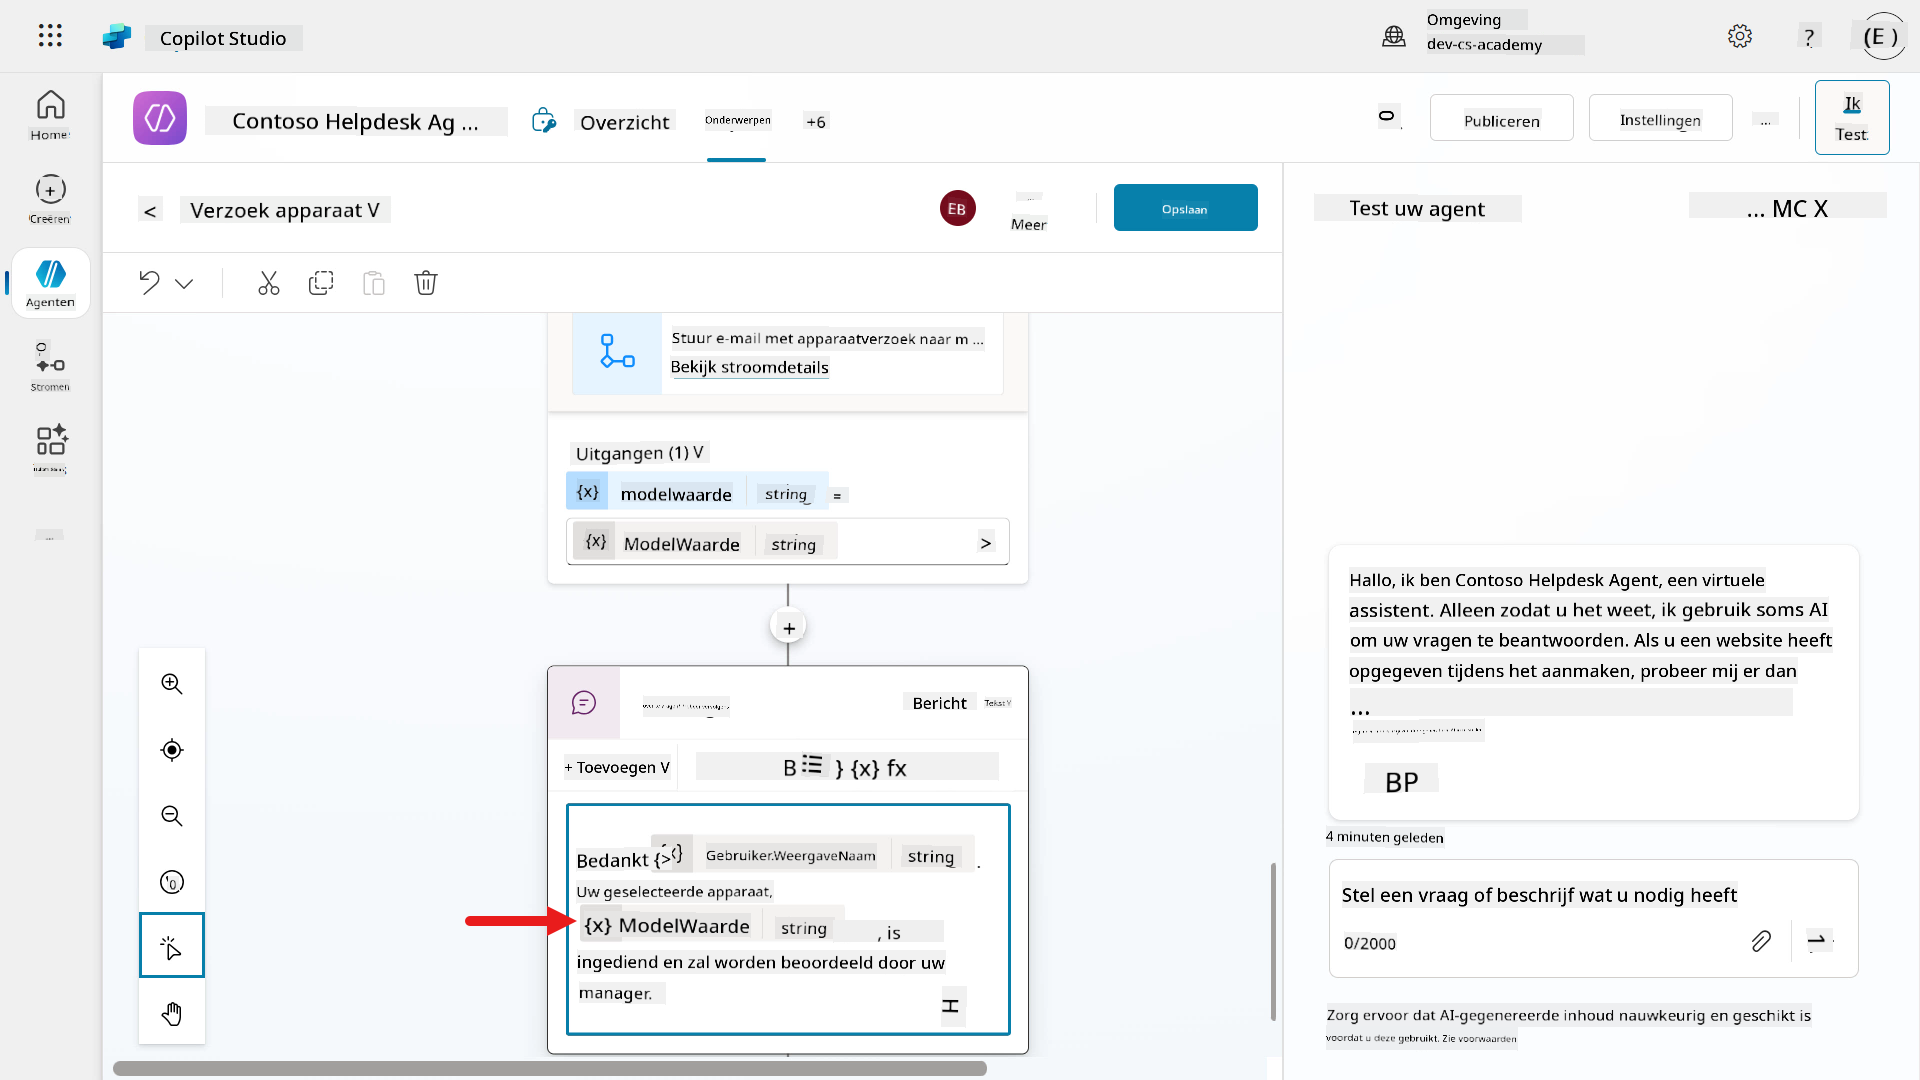 Copilot Studio
Omgeving
dev-cs-academy
?
(E )
Home
Creëren
Agenten
Stromen
...
Contoso Helpdesk Ag ...
Overzicht
Onderwerpen
+6
Publiceren
Instellingen
...
Ik
Test
< Verzoek apparaat V
EB
Meer
Opslaan
Stuur e-mail met apparaatverzoek naar m ...
Bekijk stroomdetails
Uitgangen (1) V
{x} modelwaarde string =
{x} ModelWaarde string >
+
Bericht Tekst V
+ Toevoegen V
B } {x} fx
Bedankt {> Gebruiker.WeergaveNaam string .
Uw geselecteerde apparaat,
{x} ModelWaarde string , is
ingediend en zal worden beoordeeld door uw
manager.
Test uw agent
... MC X
Hallo, ik ben Contoso Helpdesk Agent, een virtuele
assistent. Alleen zodat u het weet, ik gebruik soms AI
om uw vragen te beantwoorden. Als u een website heeft
opgegeven tijdens het aanmaken, probeer mij er dan
...
BP
4 minuten geleden
Stel een vraag of beschrijf wat u nodig heeft
0/2000
Zorg ervoor dat AI-gegenereerde inhoud nauwkeurig en geschikt is
voordat u deze gebruikt. Zie voorwaarden